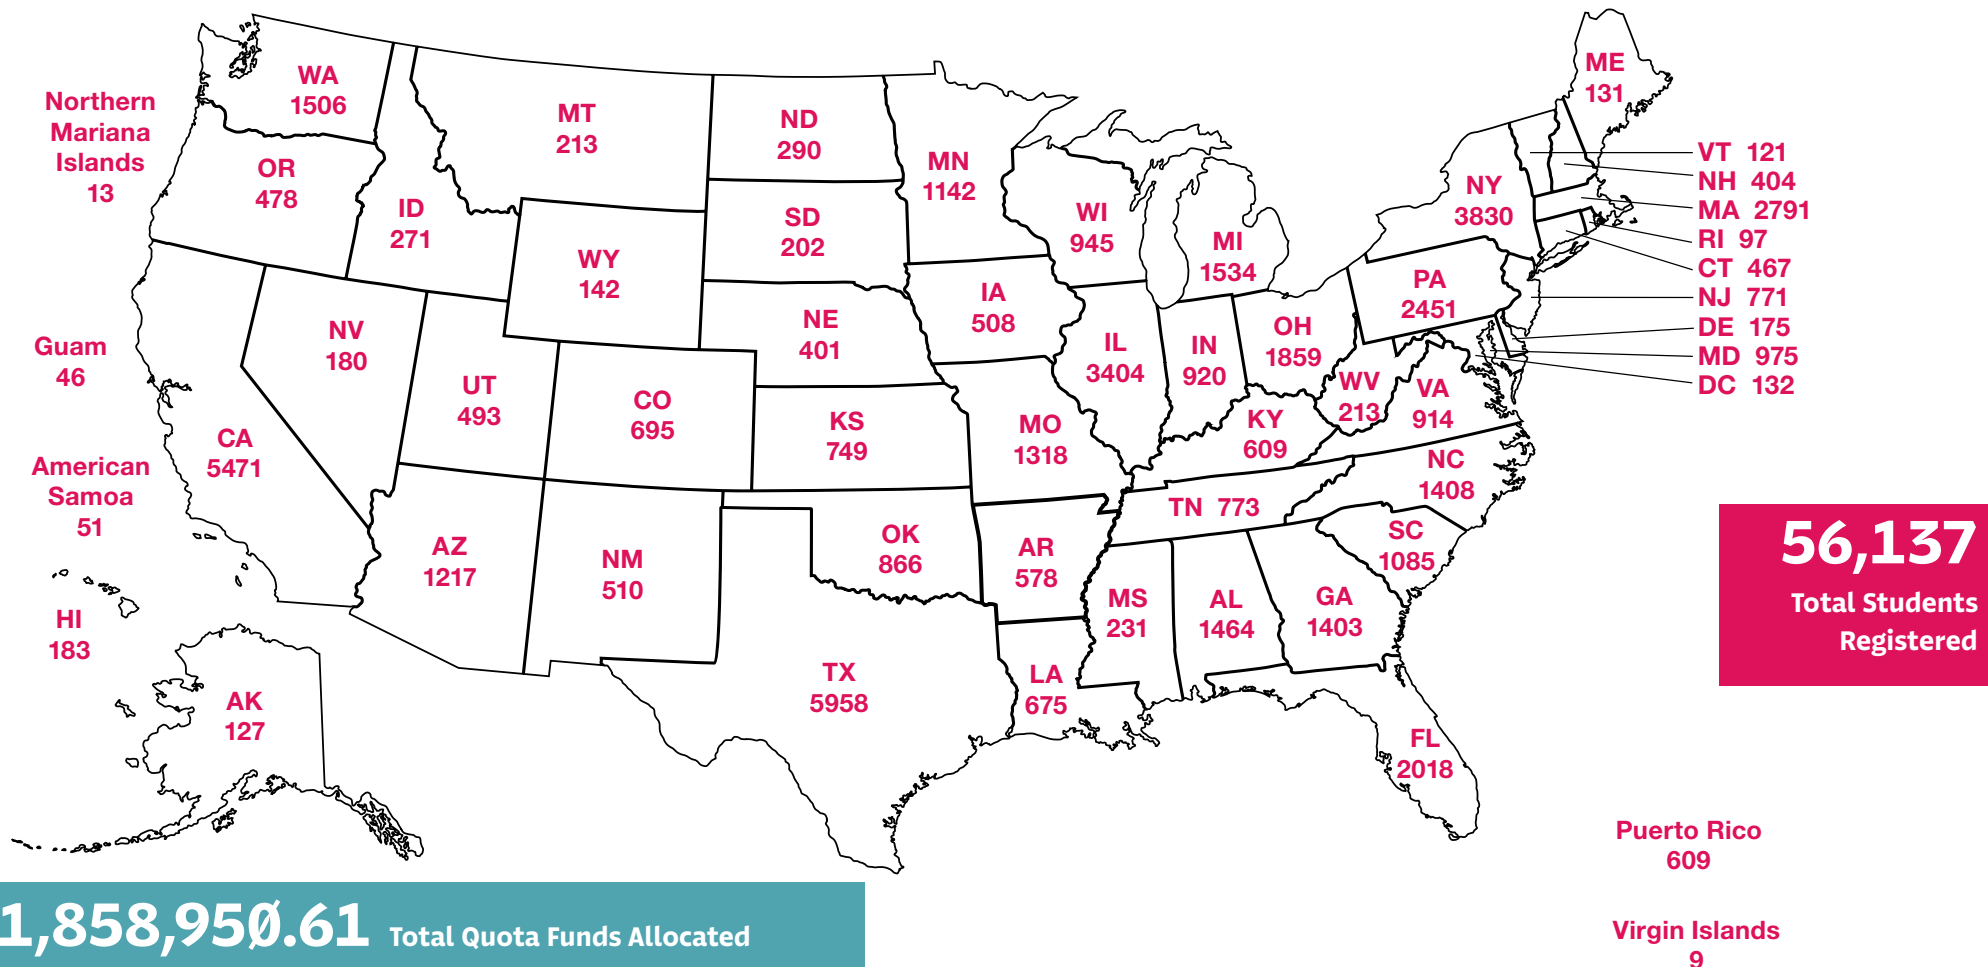 WA
1506
Northern
Mariana
Islands
13
OR
478
ID
271
MT
213
ND
290
SD
202
WY
142
NE
401
MN
1142
WI
945
MI
1534
IA
508
IL
3404
IN
920
OH
1859
PA
2451
NY
3830
ME
131
VT 121
NH 404
MA 2791
RI 97
CT 467
NJ 771
DE 175
MD 975
DC 132
Guam
46
NV
180
UT
493
CO
695
KS
749
MO
1318
KY
609
WV
213
VA
914
CA
5471
American
Samoa
51
AZ
1217
NM
510
OK
866
AR
578
TN 773
NC
1408
SC
1085
MS
231
AL
1464
GA
1403
HI
183
AK
127
TX
5958
LA
675
FL
2018
56,137
Total Students
Registered
Puerto Rico
609
Virgin Islands
9
1,858,950.61 Total Quota Funds Allocated